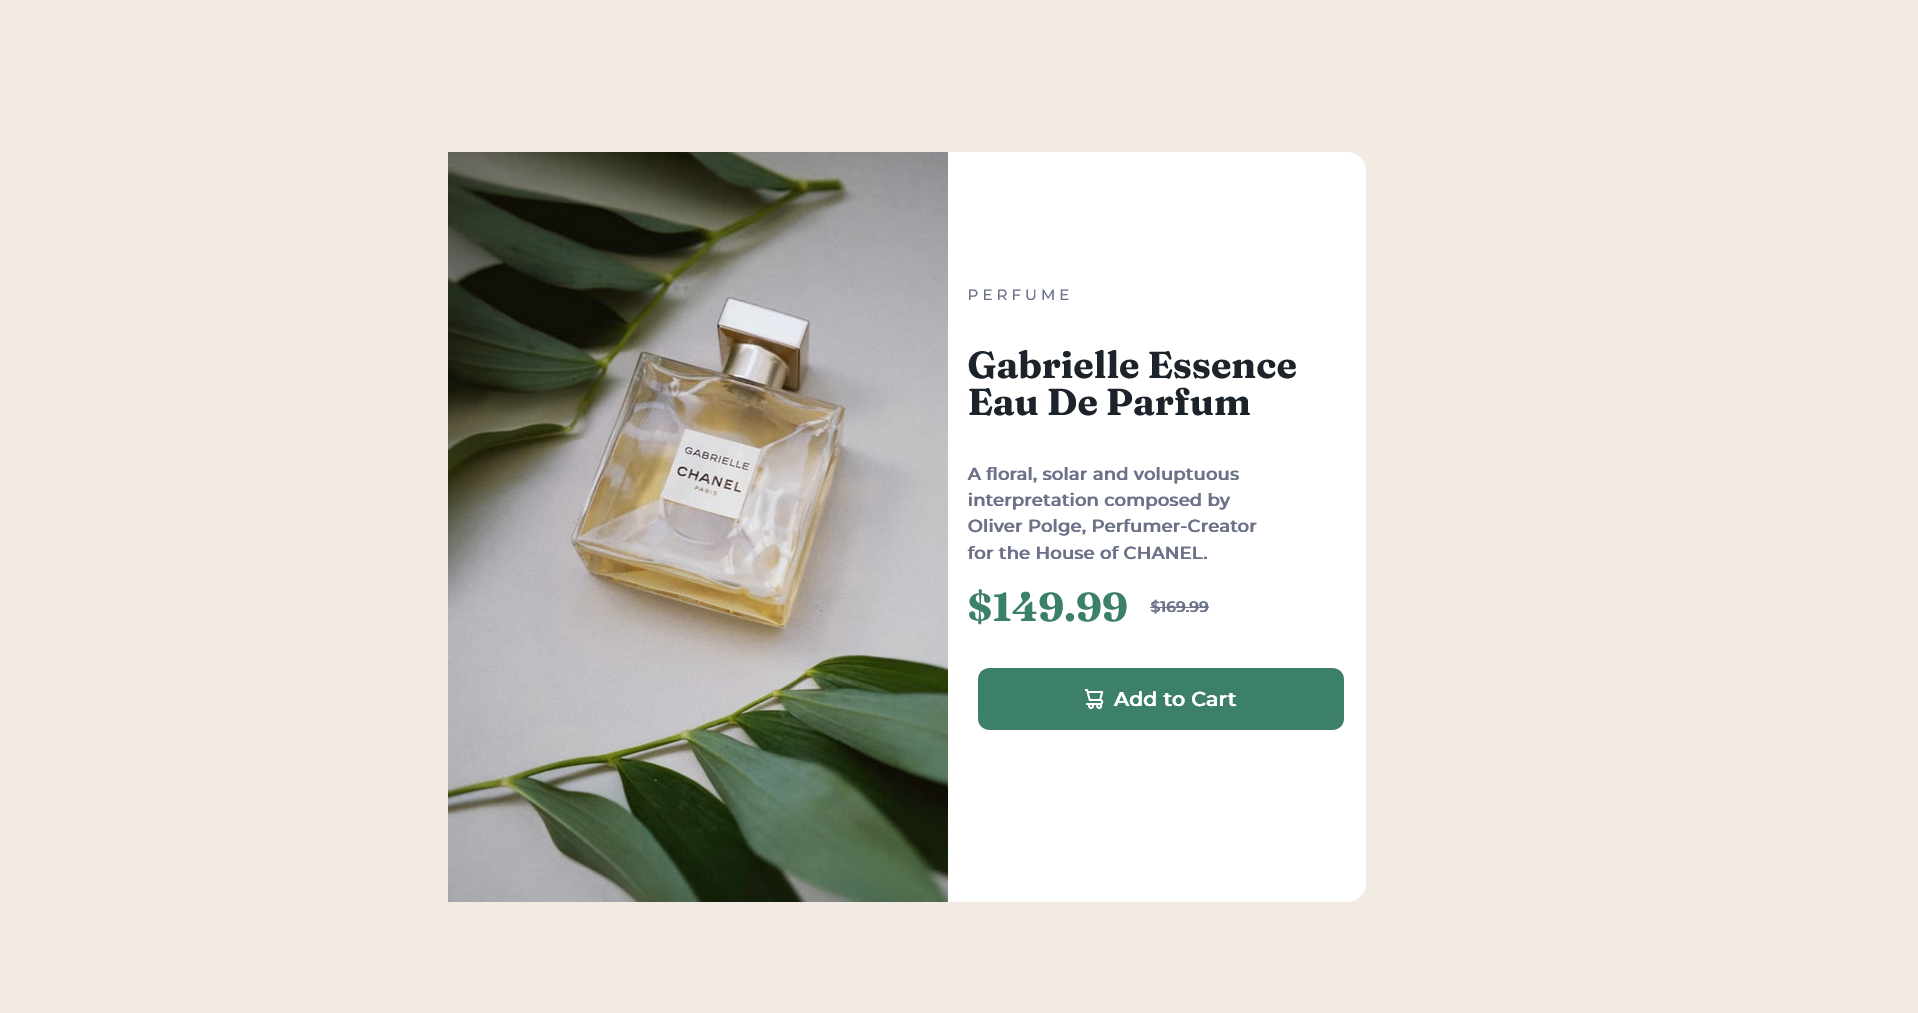 GABRIELLE
CHANEL
PARIS
PERFUME
Gabrielle Essence
Eau De Parfum
A floral, solar and voluptuous
interpretation composed by
Oliver Polge, Perfumer-Creator
for the House of CHANEL.
$149.99 $169.99
Add to Cart